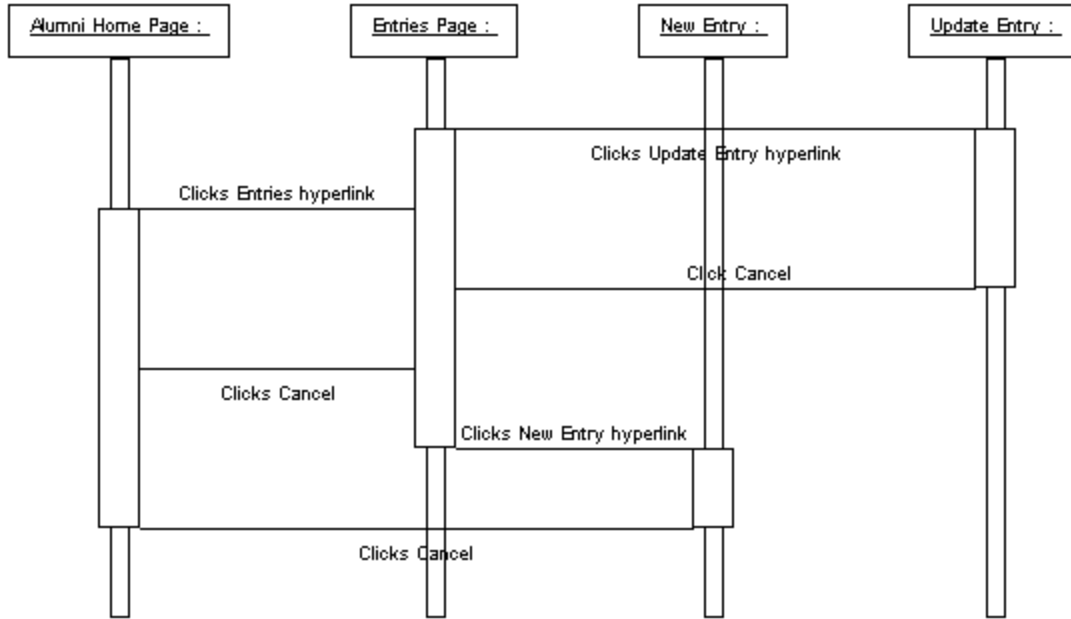 Alumni Home Page :
Entries Page :
New Entry :
Update Entry :
Clicks Update Entry hyperlink
Clicks Entries hyperlink
Click Cancel
Clicks Cancel
Clicks New Entry hyperlink
Clicks Cancel